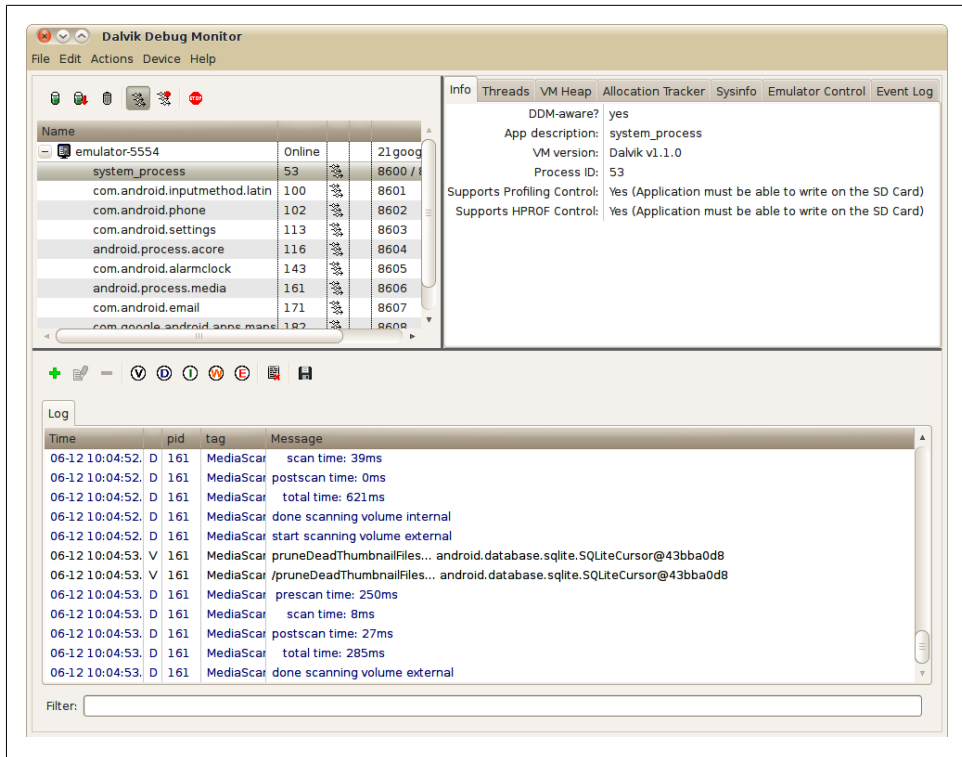 Dalvik Debug Monitor
File Edit Actions Device Help
STOP
Name
emulator-5554 Online 21goog
system_process 53 8600 / 8
com.android.inputmethod.latin 100 8601
com.android.phone 102 8602
com.android.settings 113 8603
android.process.acore 116 8604
com.android.alarmclock 143 8605
android.process.media 161 8606
com.android.email 171 8607
com.google.android.apps.maps 182 8608
Info Threads VM Heap Allocation Tracker Sysinfo Emulator Control Event Log
DDM-aware? yes
App description: system_process
VM version: Dalvik v1.1.0
Process ID: 53
Supports Profiling Control: Yes (Application must be able to write on the SD Card)
Supports HPROF Control: Yes (Application must be able to write on the SD Card)
V D I W E
Log
Time pid tag Message
06-12 10:04:52. D 161 MediaScar scan time: 39ms
06-12 10:04:52. D 161 MediaScar postscan time: 0ms
06-12 10:04:52. D 161 MediaScar total time: 621ms
06-12 10:04:52. D 161 MediaScar done scanning volume internal
06-12 10:04:52. D 161 MediaScar start scanning volume external
06-12 10:04:53. V 161 MediaScar pruneDeadThumbnailFiles... android.database.sqlite.SQLiteCursor@43bba0d8
06-12 10:04:53. V 161 MediaScar /pruneDeadThumbnailFiles... android.database.sqlite.SQLiteCursor@43bba0d8
06-12 10:04:53. D 161 MediaScar prescan time: 250ms
06-12 10:04:53. D 161 MediaScar scan time: 8ms
06-12 10:04:53. D 161 MediaScar postscan time: 27ms
06-12 10:04:53. D 161 MediaScar total time: 285ms
06-12 10:04:53. D 161 MediaScar done scanning volume external
Filter: